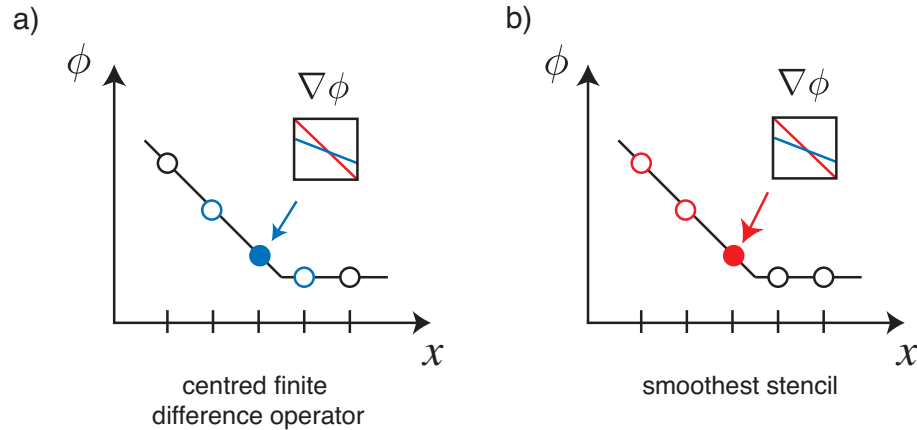 a)
ϕ
∇ϕ
x
centred finite
difference operator
b)
ϕ
∇ϕ
x
smoothest stencil